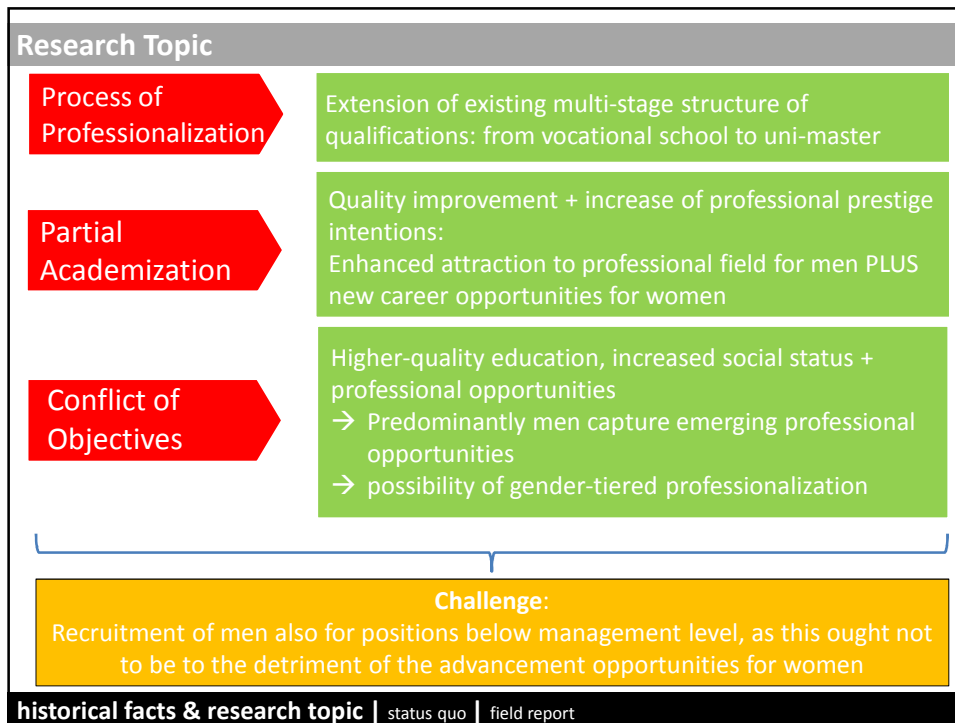 Research Topic
Process of
Professionalization
Extension of existing multi-stage structure of
qualifications: from vocational school to uni-master
Partial
Academization
Quality improvement + increase of professional prestige
intentions:
Enhanced attraction to professional field for men PLUS
new career opportunities for women
Conflict of
Objectives
Higher-quality education, increased social status +
professional opportunities
→ Predominantly men capture emerging professional
opportunities
→ possibility of gender-tiered professionalization
Challenge:
Recruitment of men also for positions below management level, as this ought not
to be to the detriment of the advancement opportunities for women
historical facts & research topic | status quo | field report